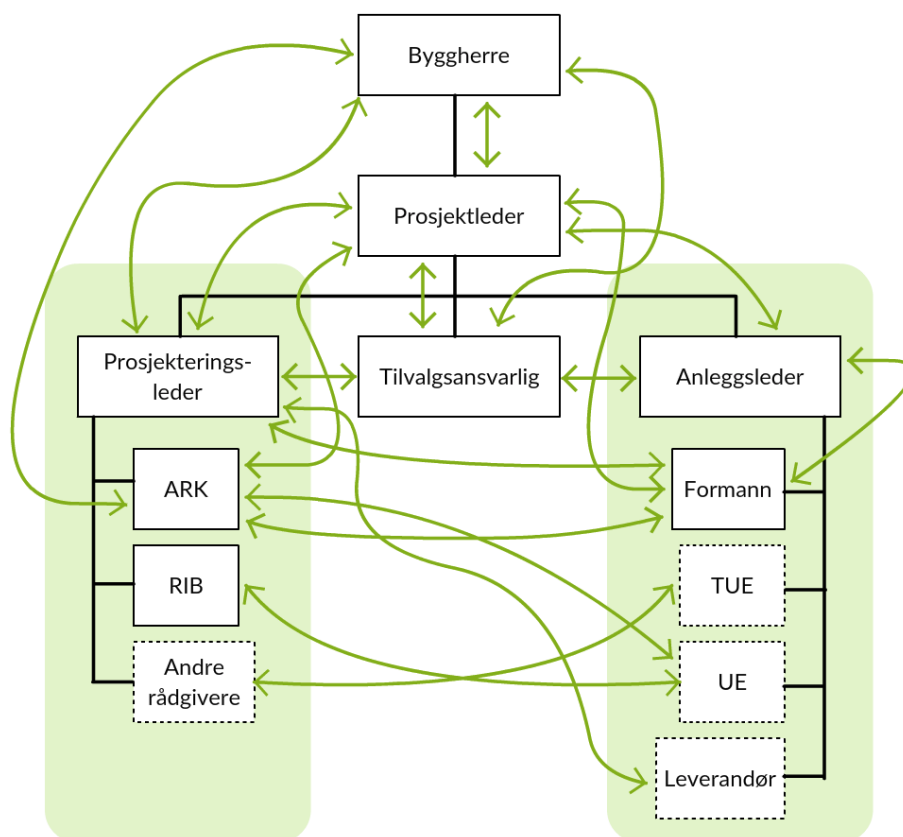 Byggherre
Prosjektleder
Prosjekterings-
leder
Tilvalgsansvarlig
Anleggsleder
ARK
Formann
RIB
TUE
Andre
rådgivere
UE
Leverandør